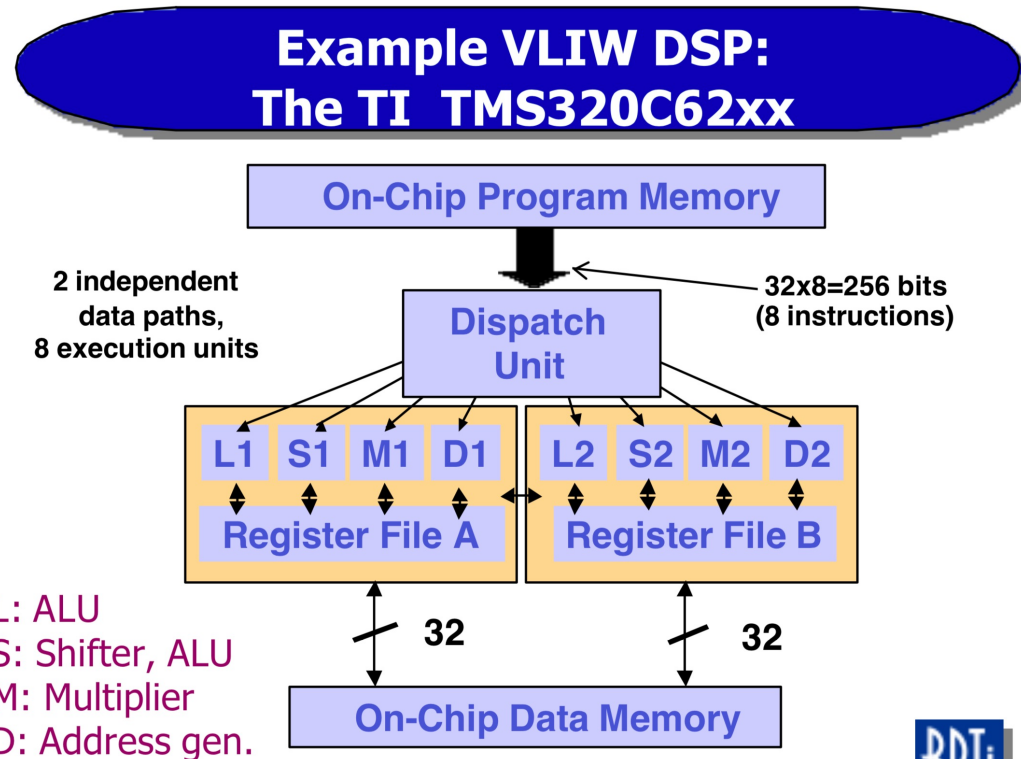 Example VLIW DSP:
The TI TMS320C62xx
On-Chip Program Memory
2 independent
data paths,
8 execution units
32x8=256 bits
(8 instructions)
Dispatch
Unit
L1 S1 M1 D1 L2 S2 M2 D2
Register File A Register File B
L: ALU
S: Shifter, ALU
M: Multiplier
D: Address gen.
32 32
On-Chip Data Memory